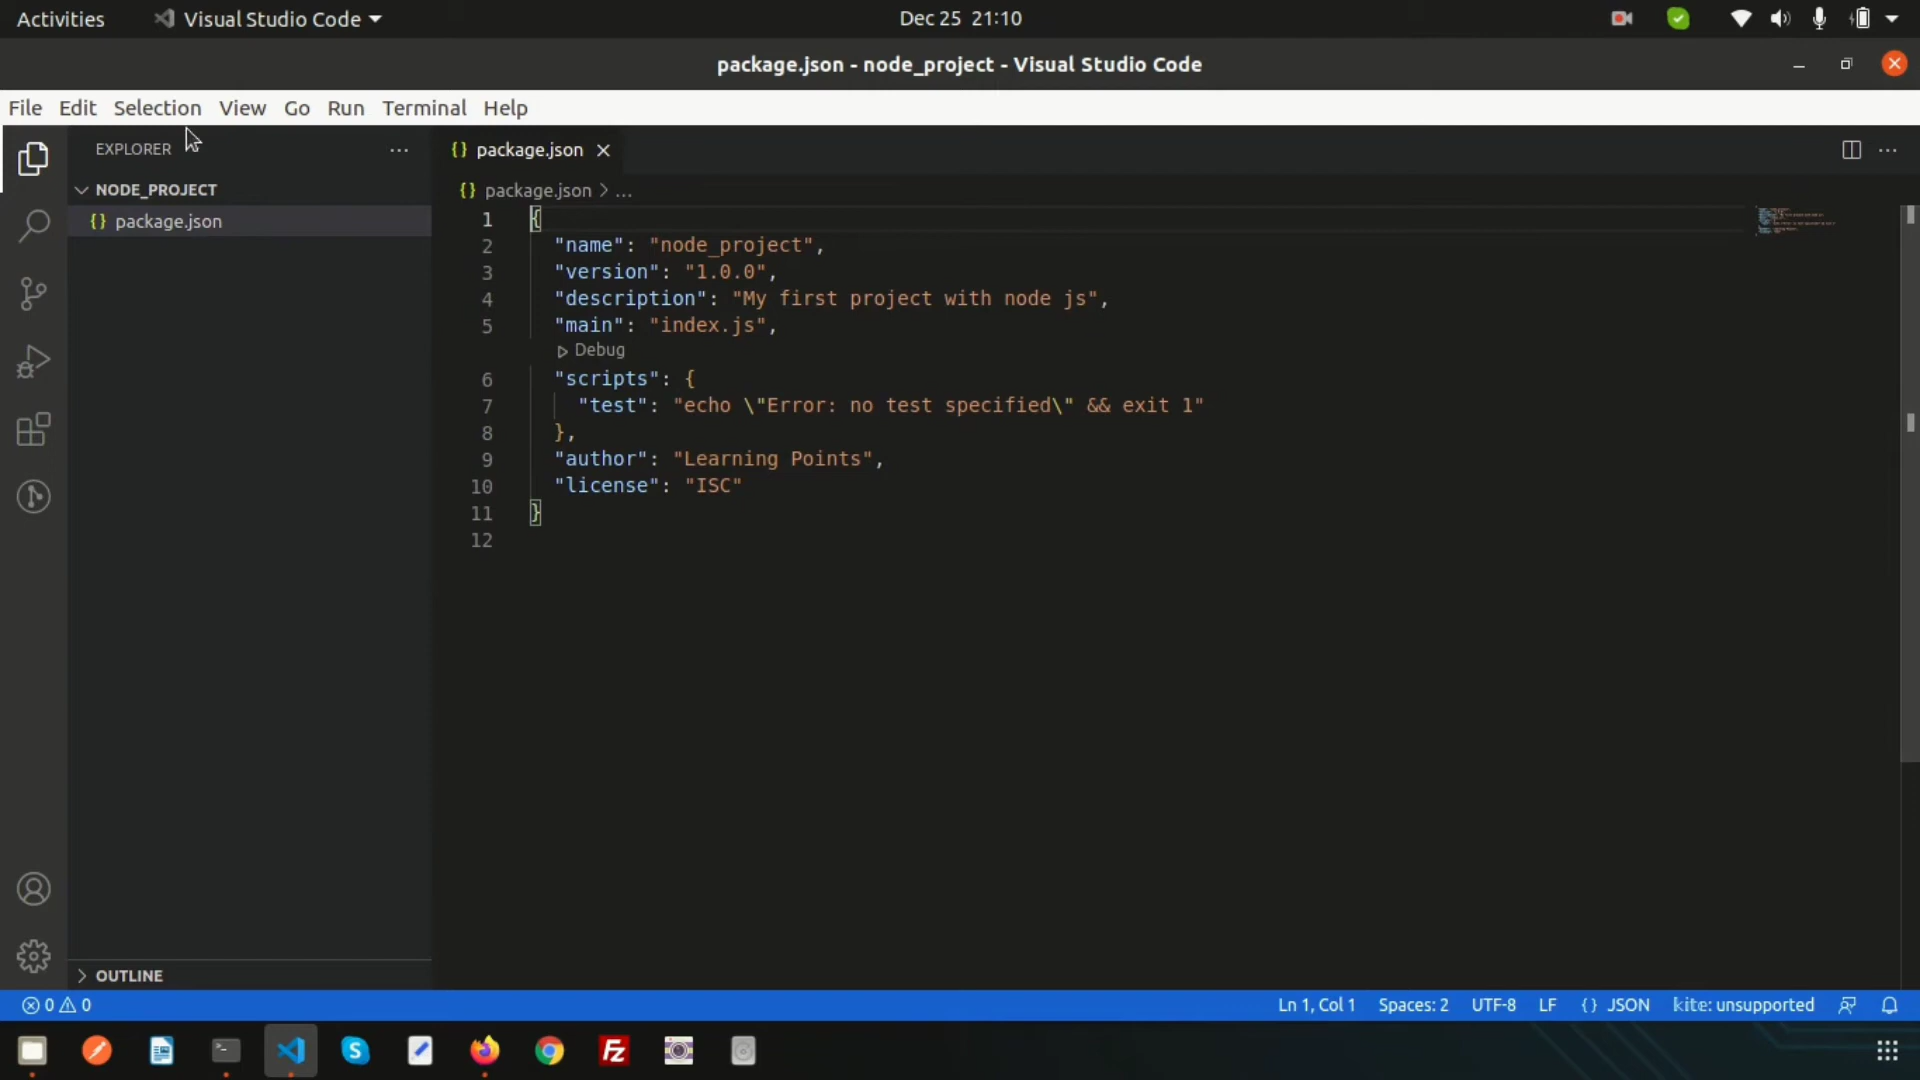 Activities Visual Studio Code Dec 25 21:10
package.json - node_project - Visual Studio Code
File Edit Selection View Go Run Terminal Help
EXPLORER ... {} package.json
NODE_PROJECT {} package.json > ...
{} package.json
1 {
2 "name": "node_project",
3 "version": "1.0.0",
4 "description": "My first project with node js",
5 "main": "index.js",
Debug
6 "scripts": {
7 "test": "echo \"Error: no test specified\" && exit 1"
8 },
9 "author": "Learning Points",
10 "license": "ISC"
11 }
12
OUTLINE
0 0 Ln 1, Col 1 Spaces: 2 UTF-8 LF {} JSON kite: unsupported